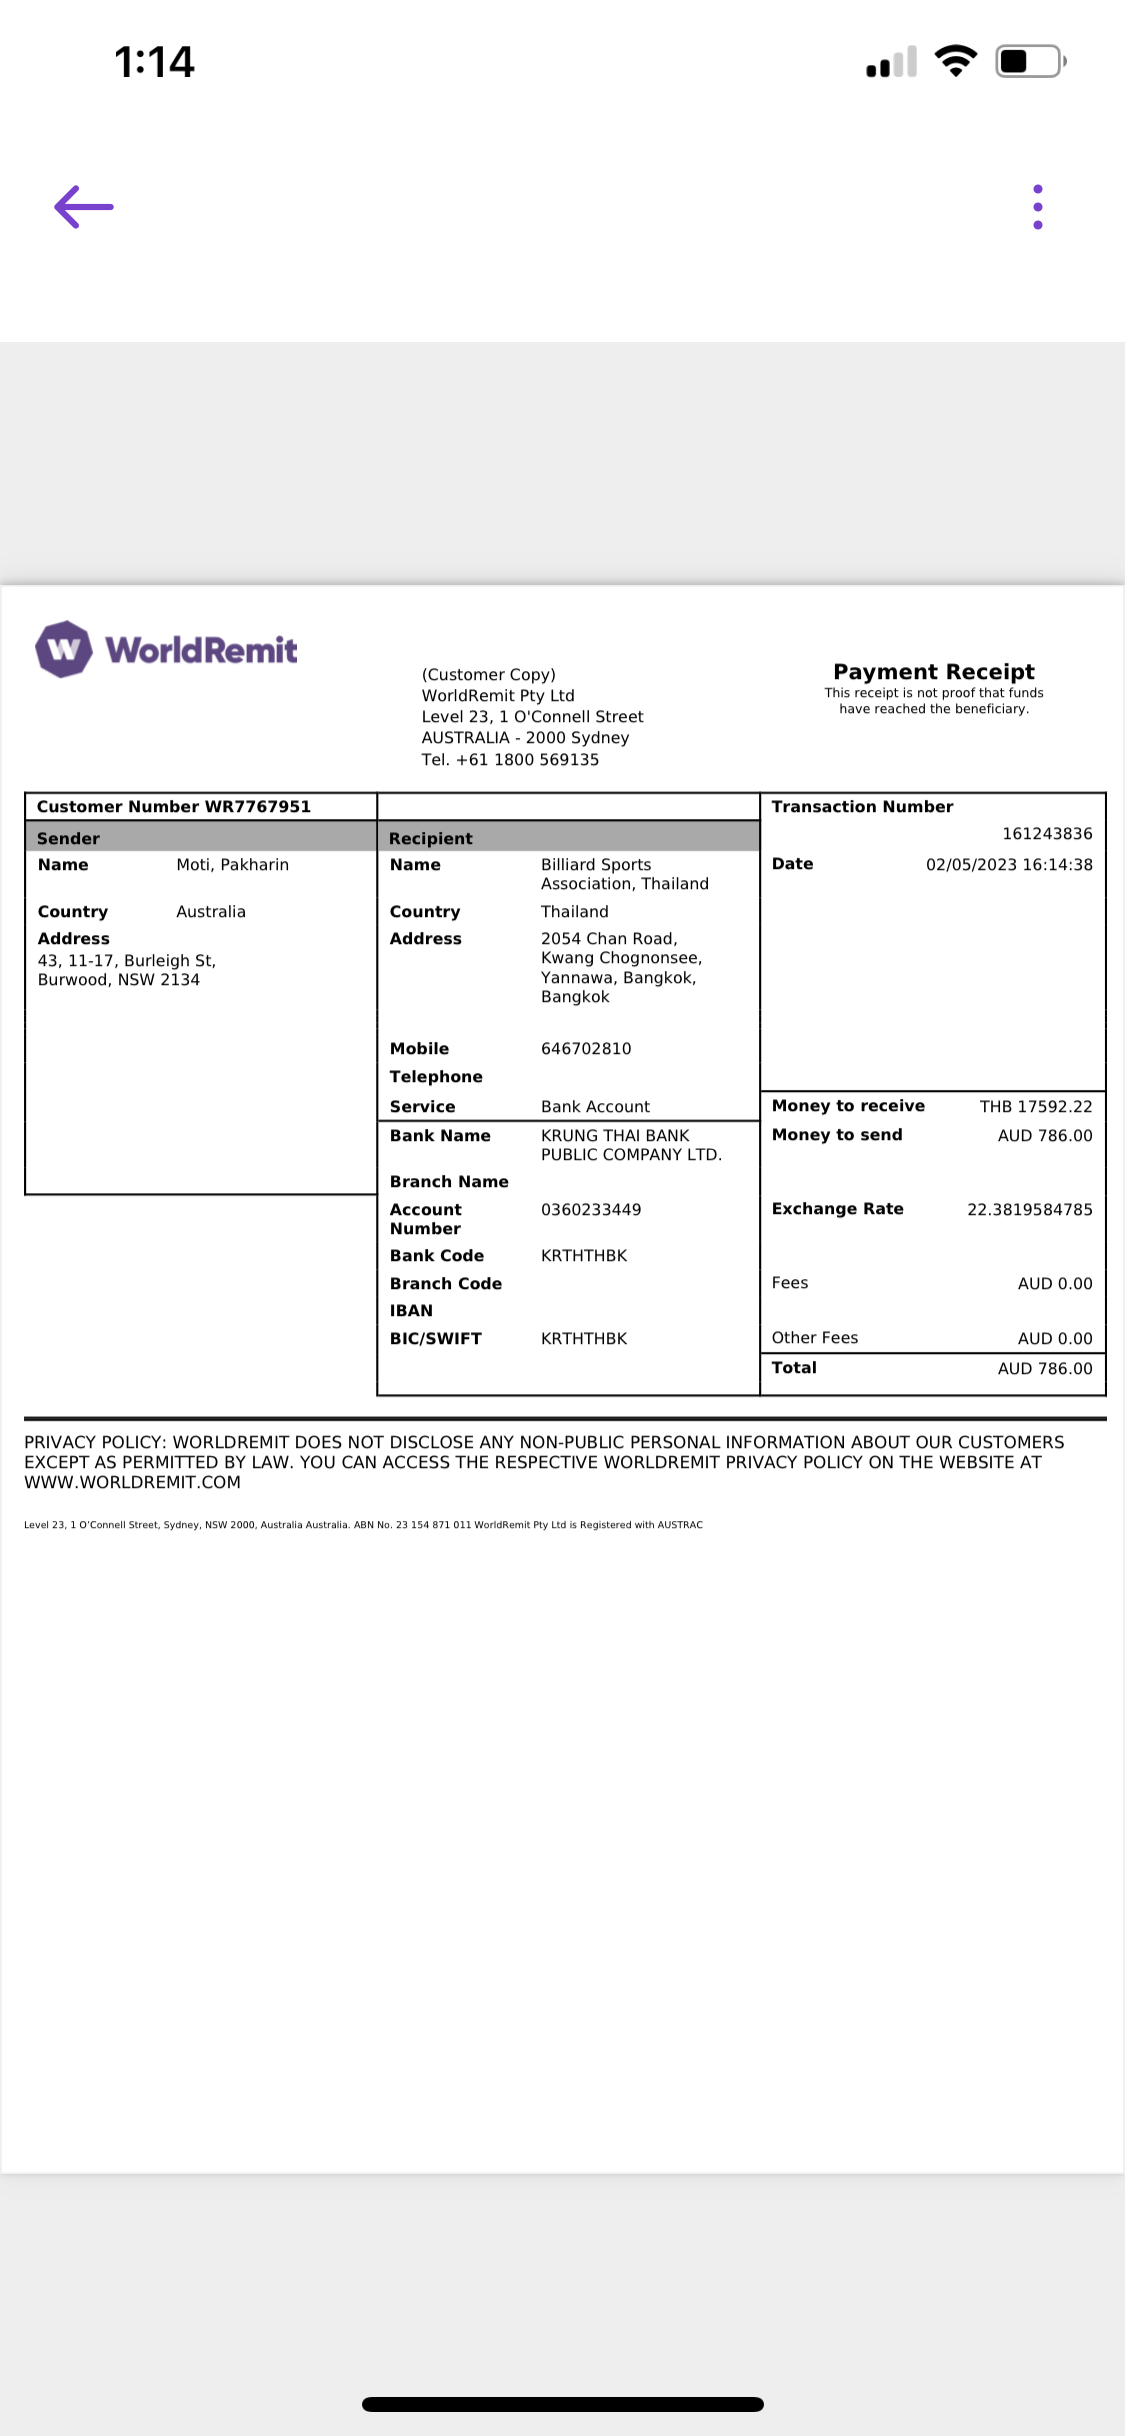 1:14
W WorldRemit
(Customer Copy)
WorldRemit Pty Ltd
Level 23, 1 O'Connell Street
AUSTRALIA - 2000 Sydney
Tel. +61 1800 569135
Payment Receipt
This receipt is not proof that funds
have reached the beneficiary.
Customer Number WR7767951
Sender
Name Moti, Pakharin
Country Australia
Address
43, 11-17, Burleigh St,
Burwood, NSW 2134
Recipient
Name Billiard Sports
Association, Thailand
Country Thailand
Address 2054 Chan Road,
Kwang Chognonsee,
Yannawa, Bangkok,
Bangkok
Mobile 646702810
Telephone
Service Bank Account
Bank Name KRUNG THAI BANK
PUBLIC COMPANY LTD.
Branch Name
Account 0360233449
Number
Bank Code KRTHTHBK
Branch Code
IBAN
BIC/SWIFT KRTHTHBK
Transaction Number
161243836
Date 02/05/2023 16:14:38
Money to receive THB 17592.22
Money to send AUD 786.00
Exchange Rate 22.3819584785
Fees AUD 0.00
Other Fees AUD 0.00
Total AUD 786.00
PRIVACY POLICY: WORLDREMIT DOES NOT DISCLOSE ANY NON-PUBLIC PERSONAL INFORMATION ABOUT OUR CUSTOMERS
EXCEPT AS PERMITTED BY LAW. YOU CAN ACCESS THE RESPECTIVE WORLDREMIT PRIVACY POLICY ON THE WEBSITE AT
WWW.WORLDREMIT.COM
Level 23, 1 O'Connell Street, Sydney, NSW 2000, Australia Australia. ABN No. 23 154 871 011 WorldRemit Pty Ltd is Registered with AUSTRAC